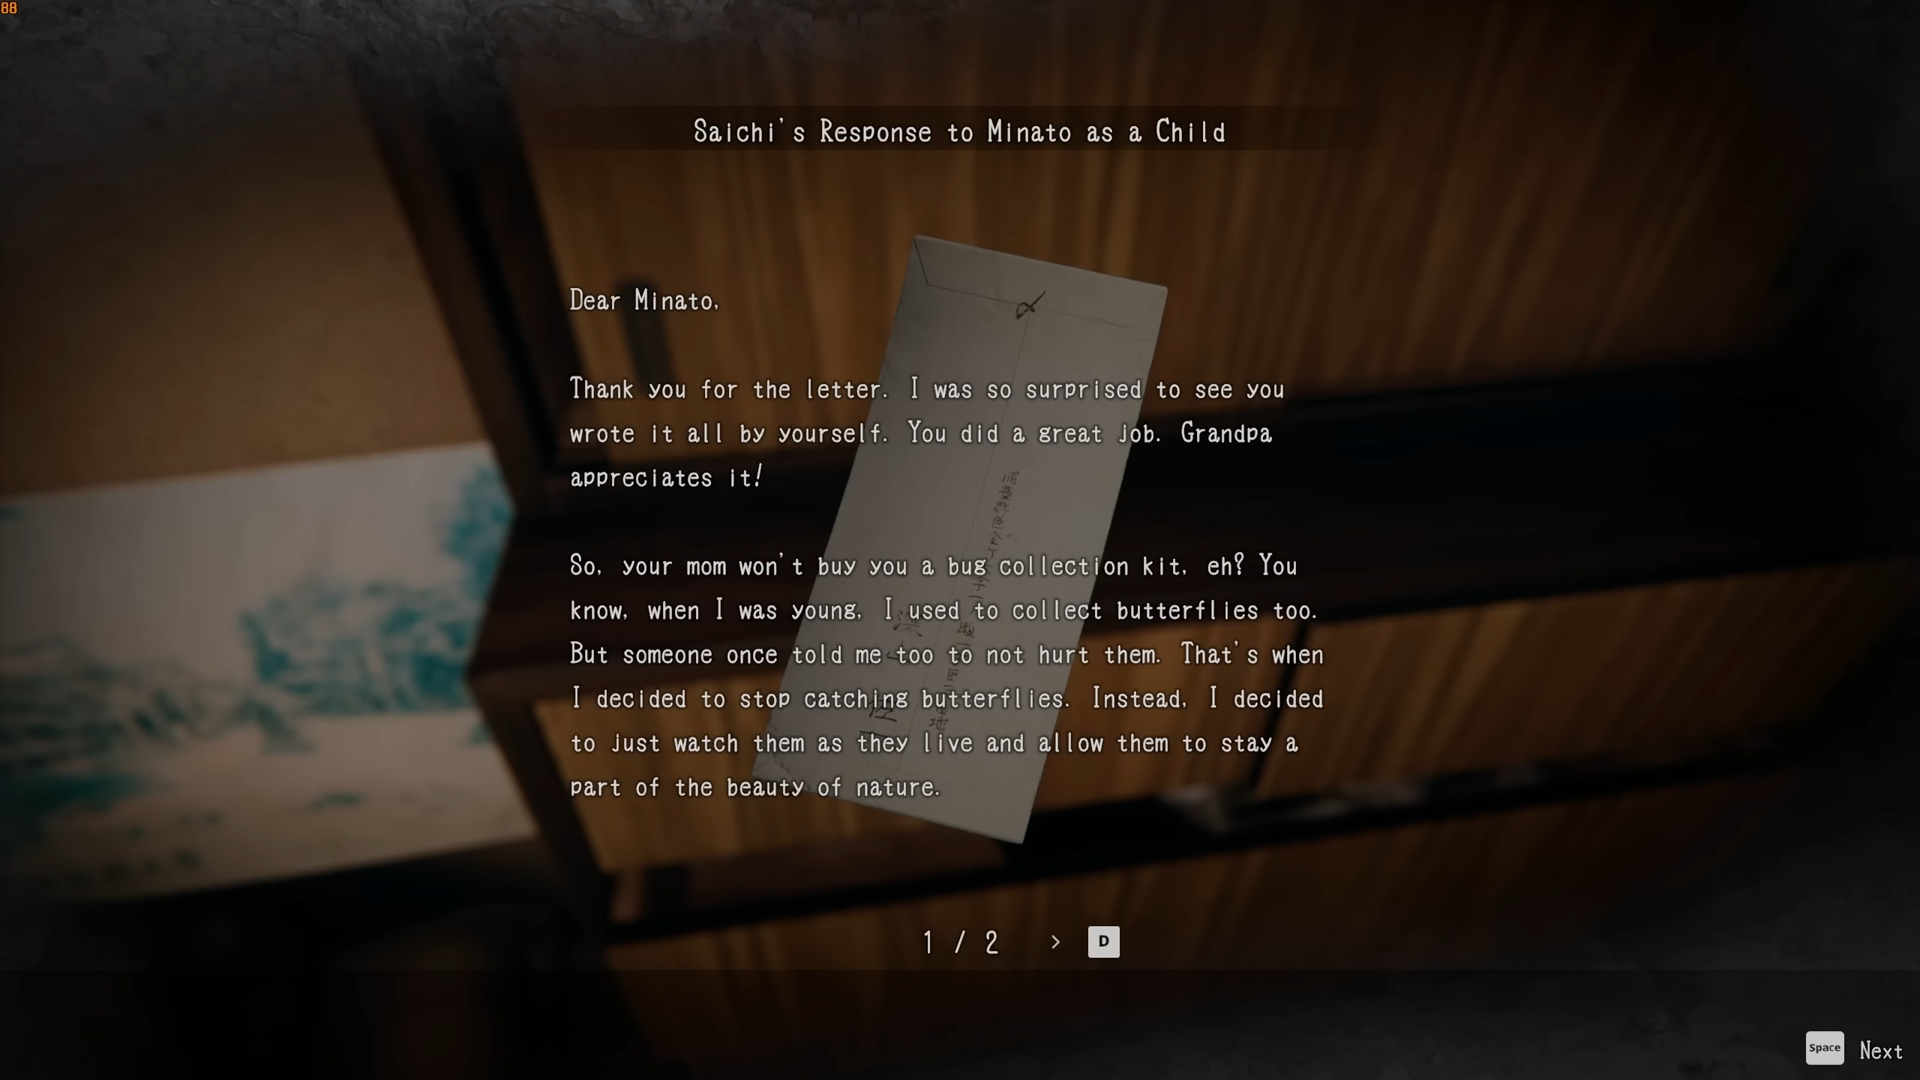 88
Saichi's Response to Minato as a Child
Dear Minato,
Thank you for the letter. I was so surprised to see you
wrote it all by yourself. You did a great job. Grandpa
appreciates it!
So, your mom won't buy you a bug collection kit, eh? You
know, when I was young, I used to collect butterflies too.
But someone once told me too to not hurt them. That's when
I decided to stop catching butterflies. Instead, I decided
to just watch them as they live and allow them to stay a
part of the beauty of nature.
1 / 2 > D
Space Next